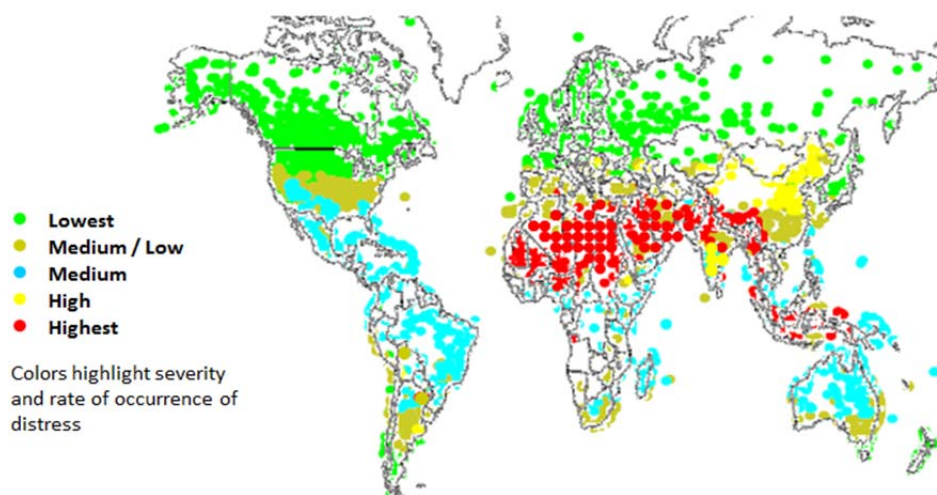 Lowest
Medium / Low
Medium
High
Highest
Colors highlight severity
and rate of occurrence of
distress